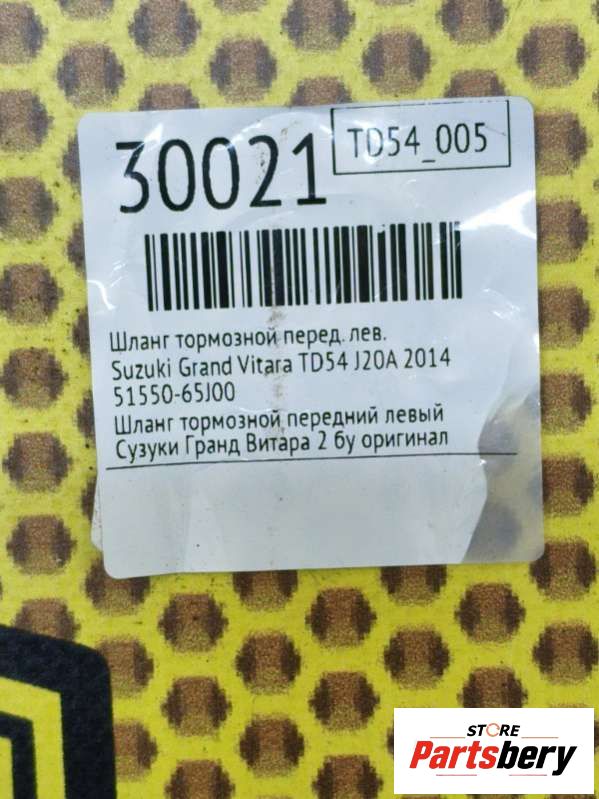 30021
TD54_005
Шланг тормозной перед. лев.
Suzuki Grand Vitara TD54 J20A 2014
51550-65J00
Шланг тормозной передний левый
Сузуки Гранд Витара 2 бу оригинал
STORE
Partsbery